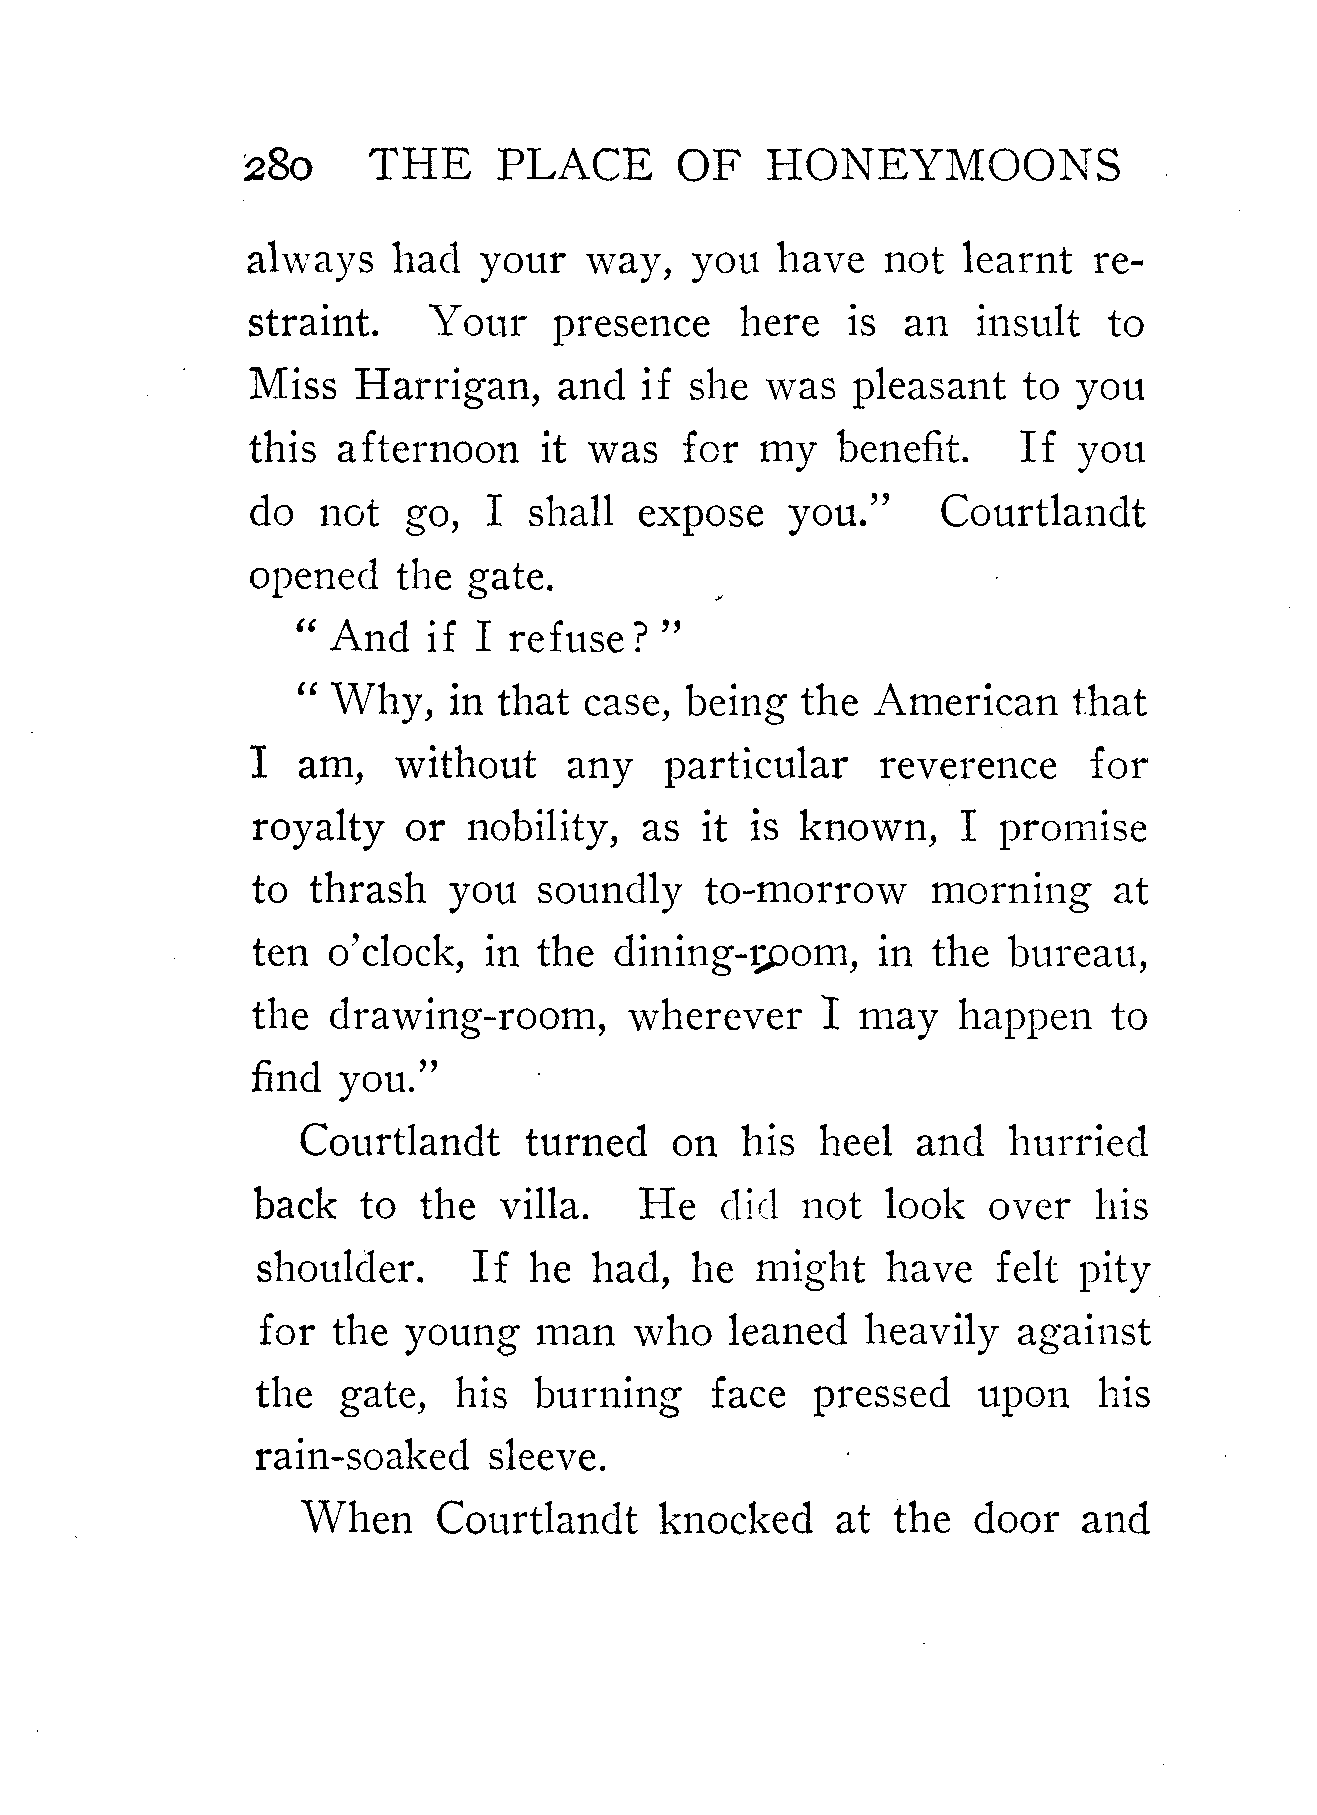 280 THE PLACE OF HONEYMOONS
always had your way, you have not learnt re-
straint. Your presence here is an insult to
Miss Harrigan, and if she was pleasant to you
this afternoon it was for my benefit. If you
do not go, I shall expose you.” Courtlandt
opened the gate.
“ And if I refuse? ”
“ Why, in that case, being the American that
I am, without any particular reverence for
royalty or nobility, as it is known, I promise
to thrash you soundly to-morrow morning at
ten o’clock, in the dining-room, in the bureau,
the drawing-room, wherever I may happen to
find you.”
Courtlandt turned on his heel and hurried
back to the villa. He did not look over his
shoulder. If he had, he might have felt pity
for the young man who leaned heavily against
the gate, his burning face pressed upon his
rain-soaked sleeve.
When Courtlandt knocked at the door and